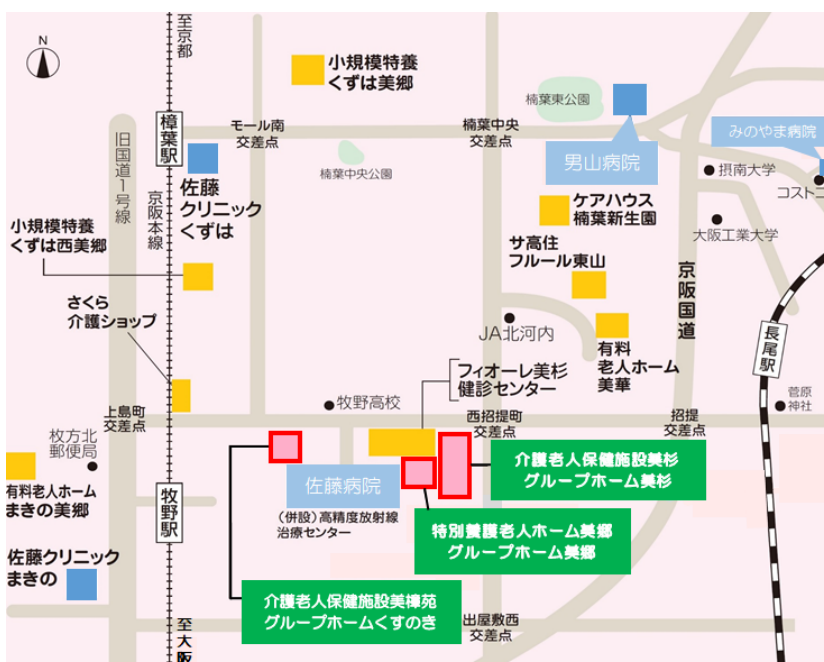 至京都
N
小規模特養
くずは美郷
楠葉東公園
樟葉駅
モール南
交差点
楠葉中央
交差点
みのやま病院
男山病院
旧国道1号線
京阪本線
佐藤
クリニック
くずは
楠葉中央公園
摂南大学
コストコ
ケアハウス
楠葉新生園
小規模特養
くずは西美郷
大阪工業大学
サ高住
フルール東山
京阪国道
さくら
介護ショップ
JA北河内
有料
老人ホーム
美華
長尾駅
フィオーレ美杉
健診センター
菅原
神社
牧野高校
上島町
交差点
西招提町
交差点
招提
交差点
枚方北
郵便局
介護老人保健施設美杉
グループホーム美杉
佐藤病院
有料老人ホーム
まきの美郷
牧野駅
(併設)高精度放射線
治療センター
特別養護老人ホーム美郷
グループホーム美郷
佐藤クリニック
まきの
介護老人保健施設美樟苑
グループホームくすのき
出屋敷西
交差点
至大阪